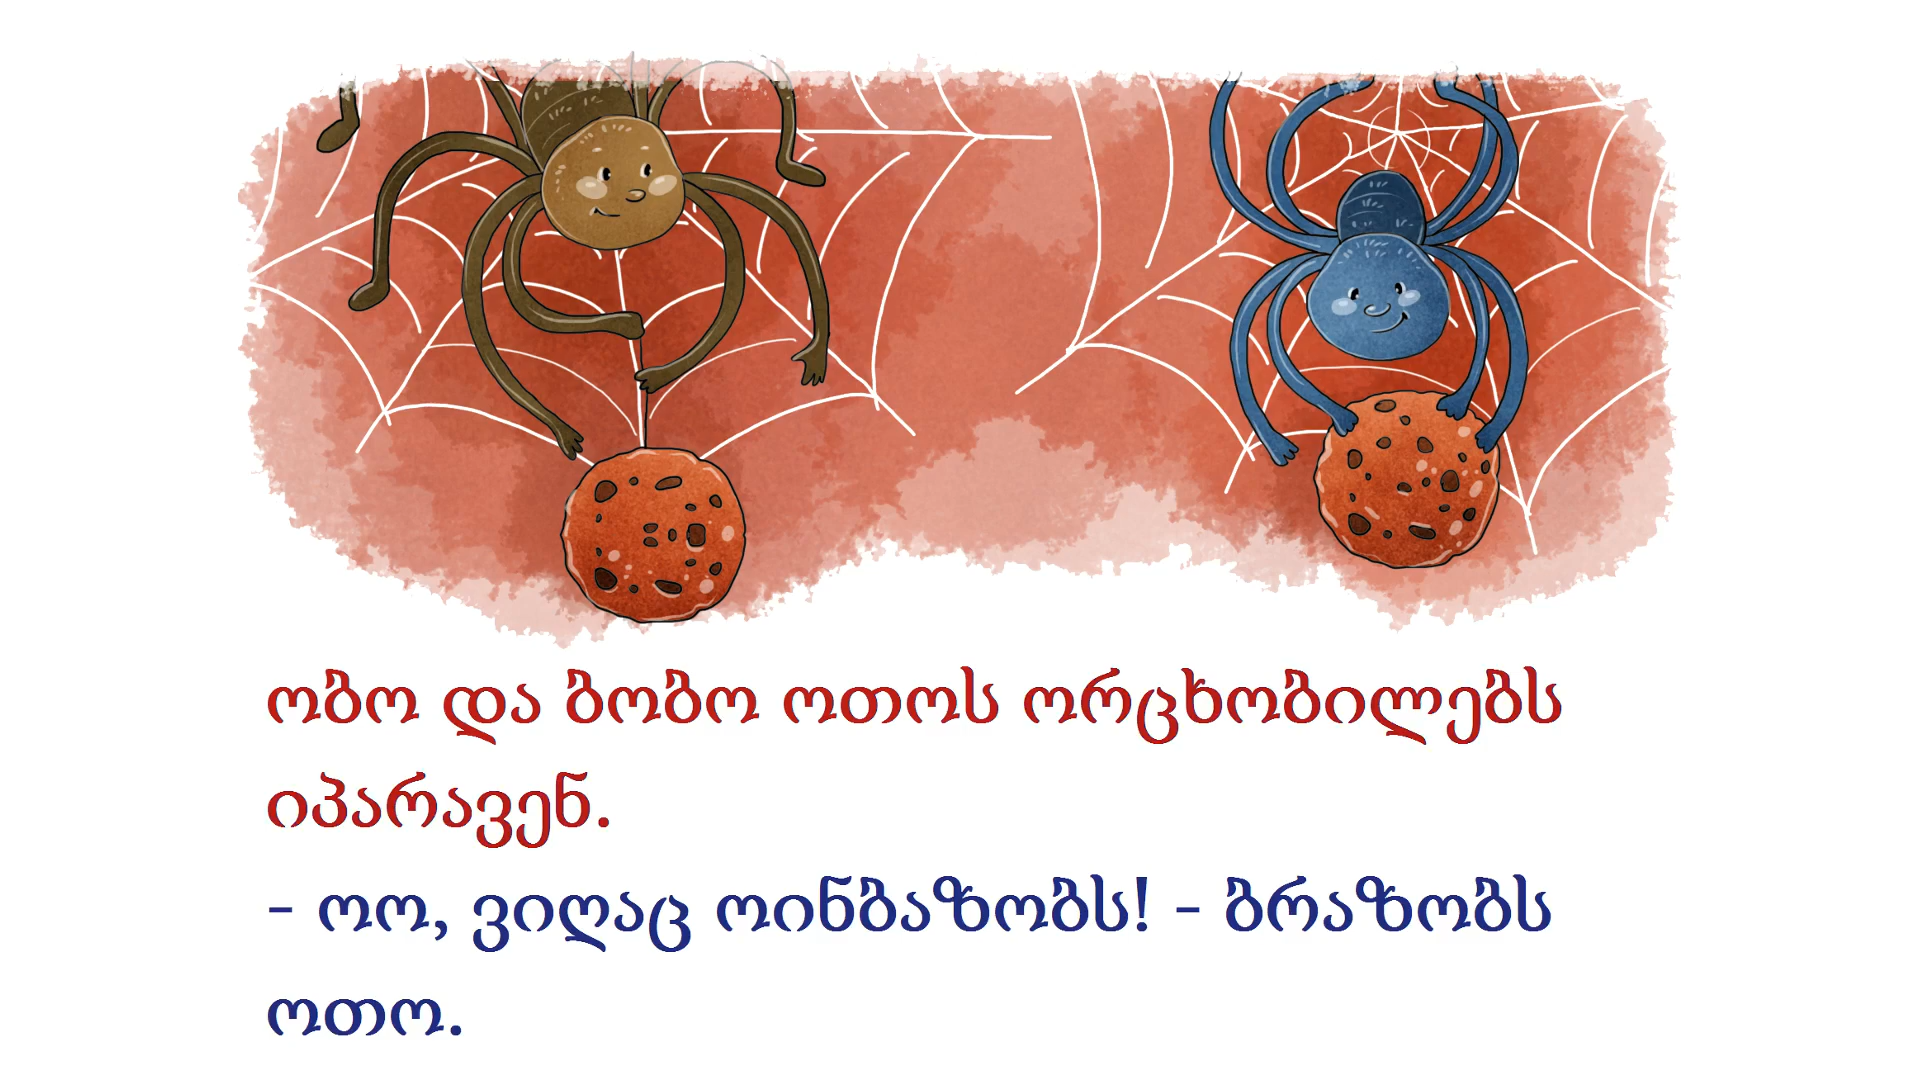 ობო და ბობო ოთოს ორცხობილებს
იპარავენ.
- ოო, ვიღაც ოინბაზობს! - ბრაზობს
ოთო.